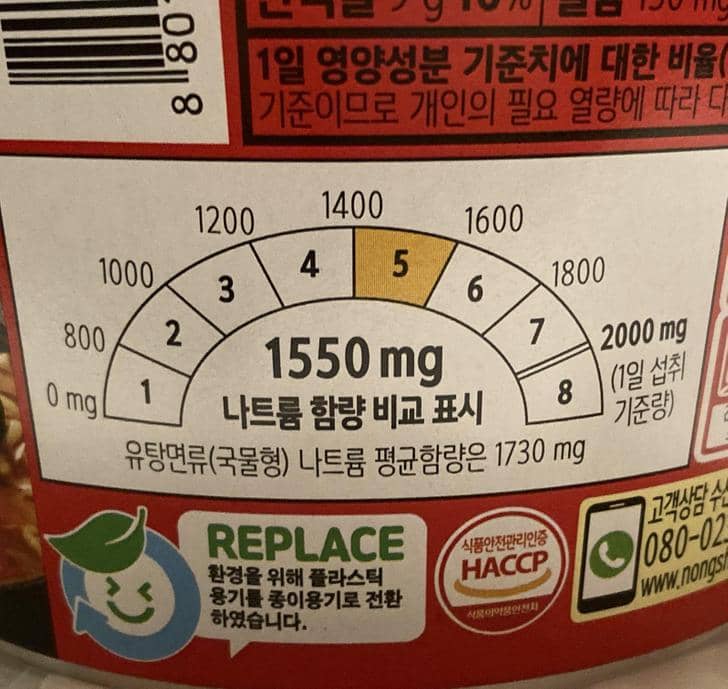 8 80
1일 영양성분 기준치에 대한 비율(
기준이므로 개인의 필요 열량에 따라
0 mg 800 1000 1200 1400 1600 1800 2000 mg
(1일 섭취
기준량)
1 2 3 4 5 6 7 8
1550 mg
나트륨 함량 비교 표시
유탕면류(국물형) 나트륨 평균함량은 1730 mg
REPLACE
환경을 위해 플라스틱
용기를 종이용기로 전환
하였습니다.
식품안전관리인증
HACCP
식품의약품안전처
고객상담
080-02
www.nongs